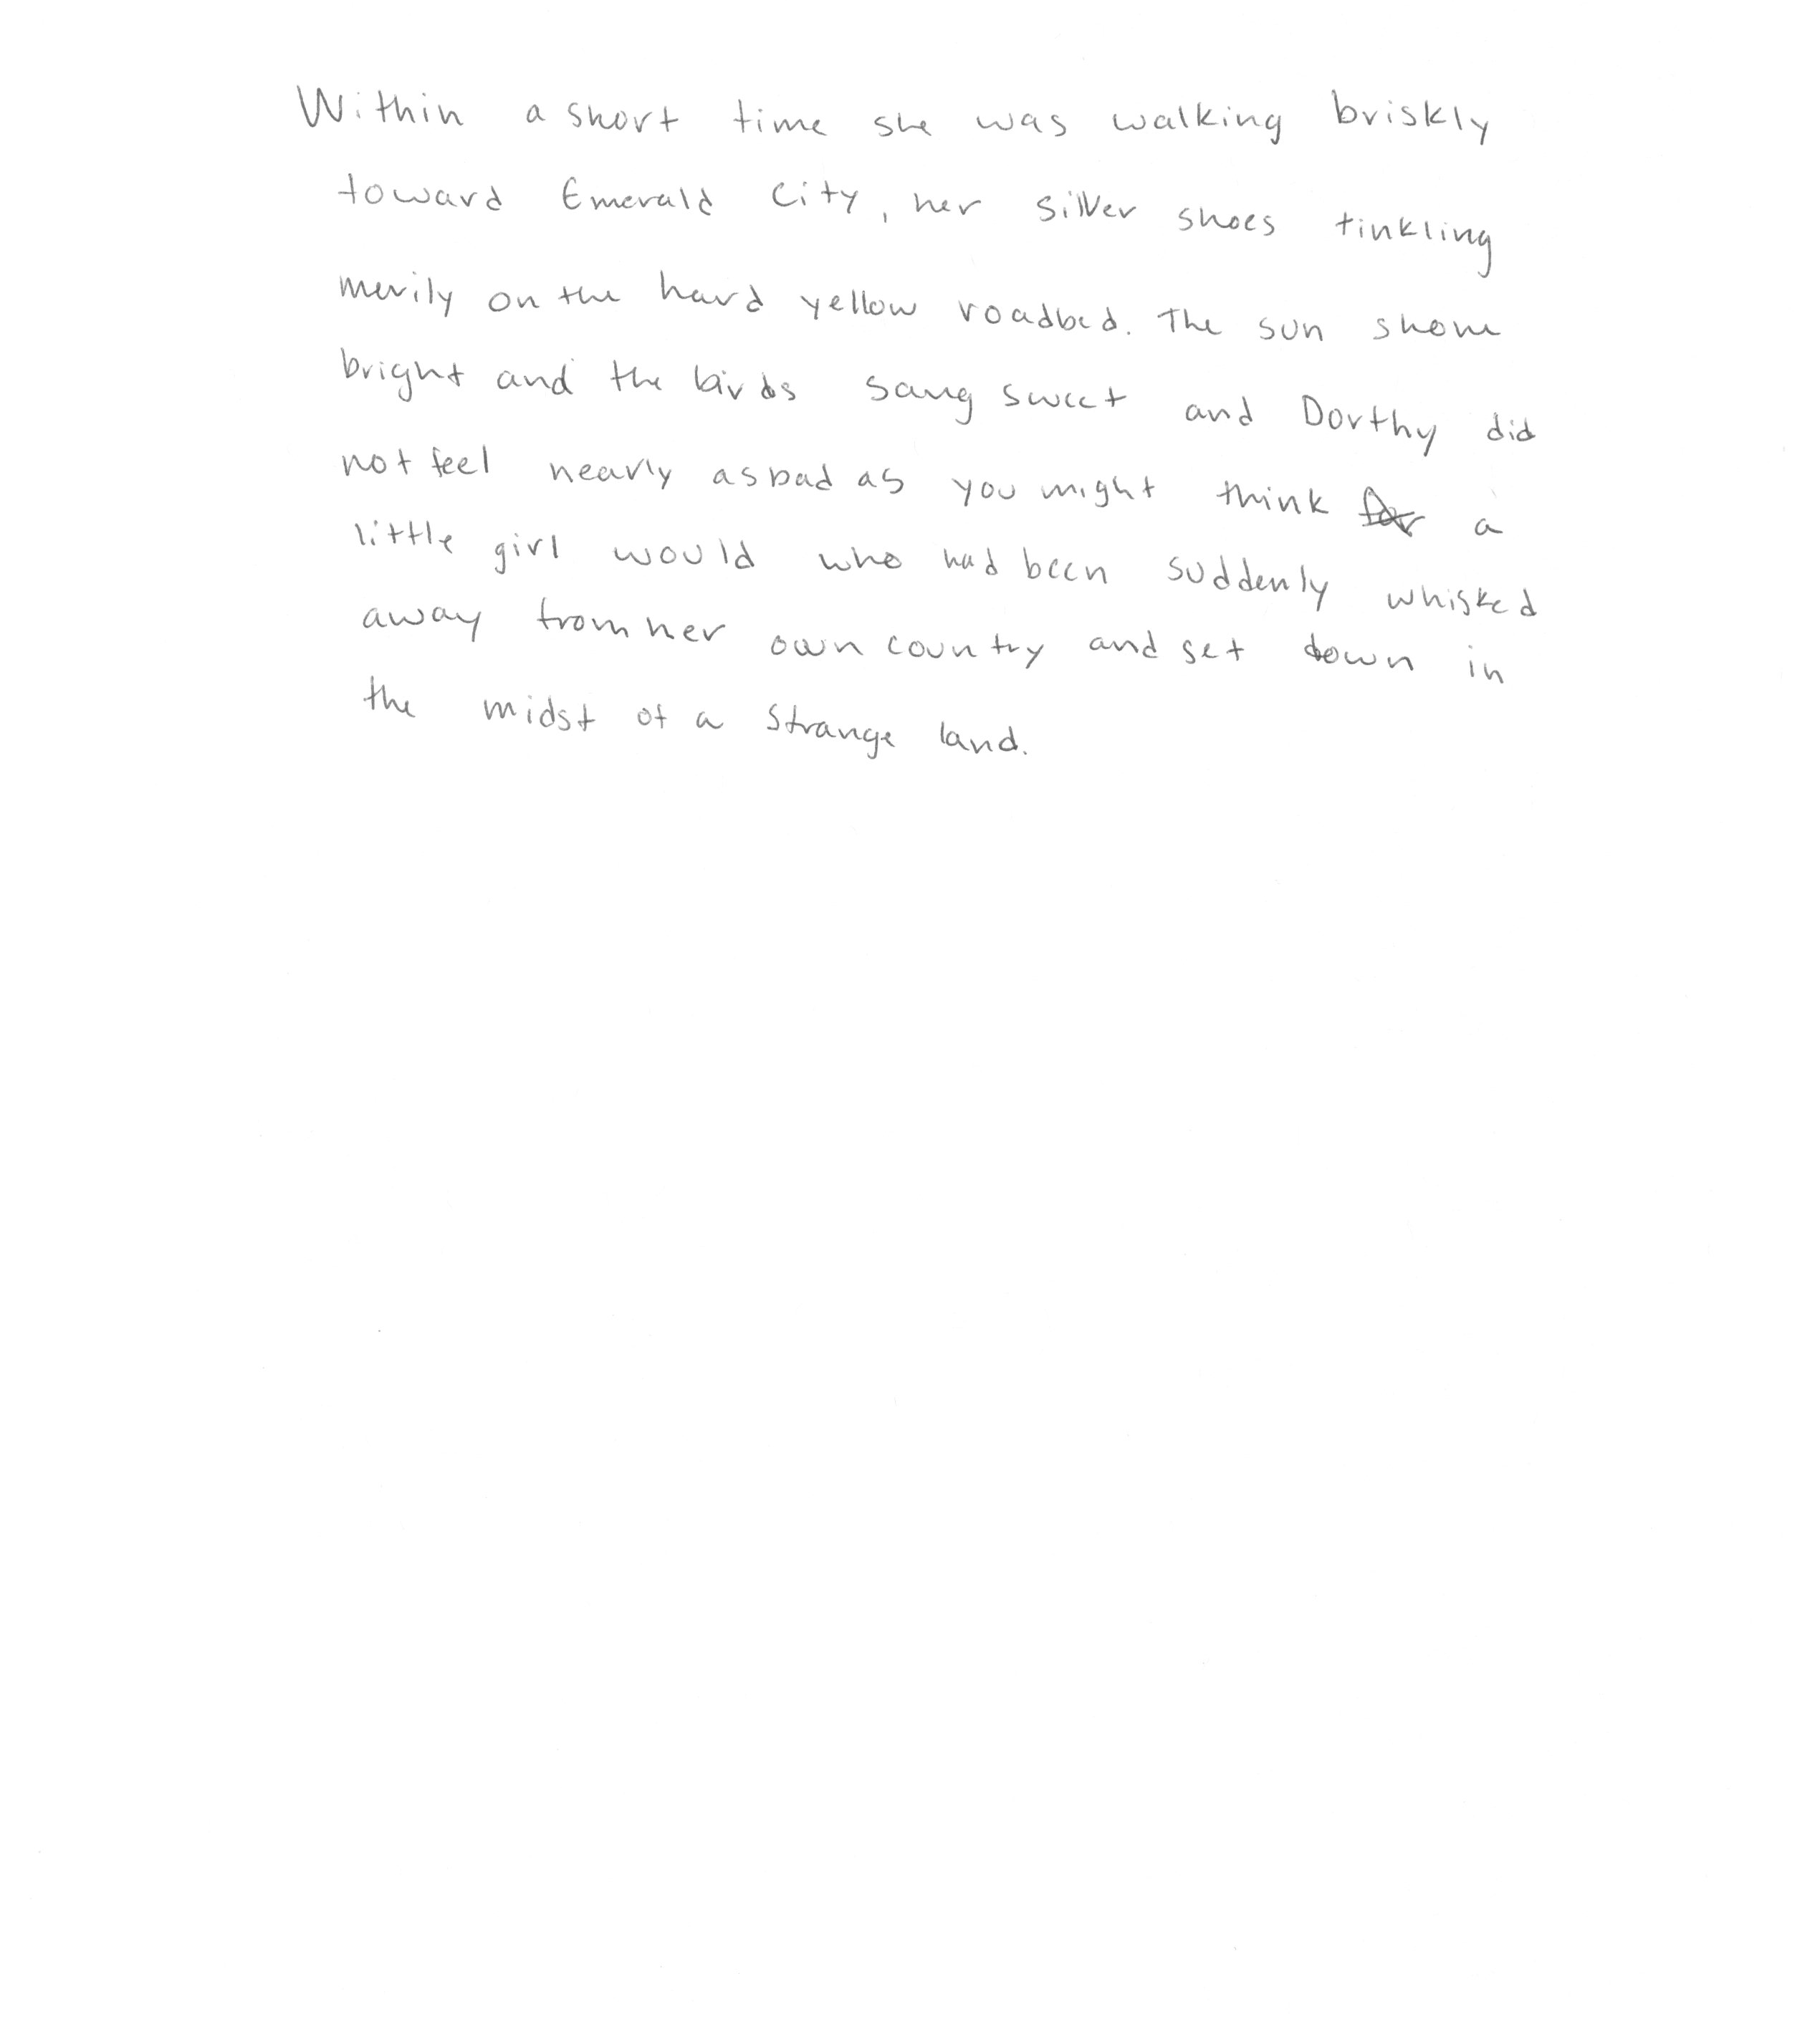 Within a short time she was walking briskly
toward Emerald City, her silver shoes tinkling
merily on the hard yellow roadbed. The sun shone
bright and the birds sang sweet and Dorthy did
not feel nearly as bad as you might think a
little girl would who had been suddenly whisked
away from her own country and set down in
the midst of a strange land.